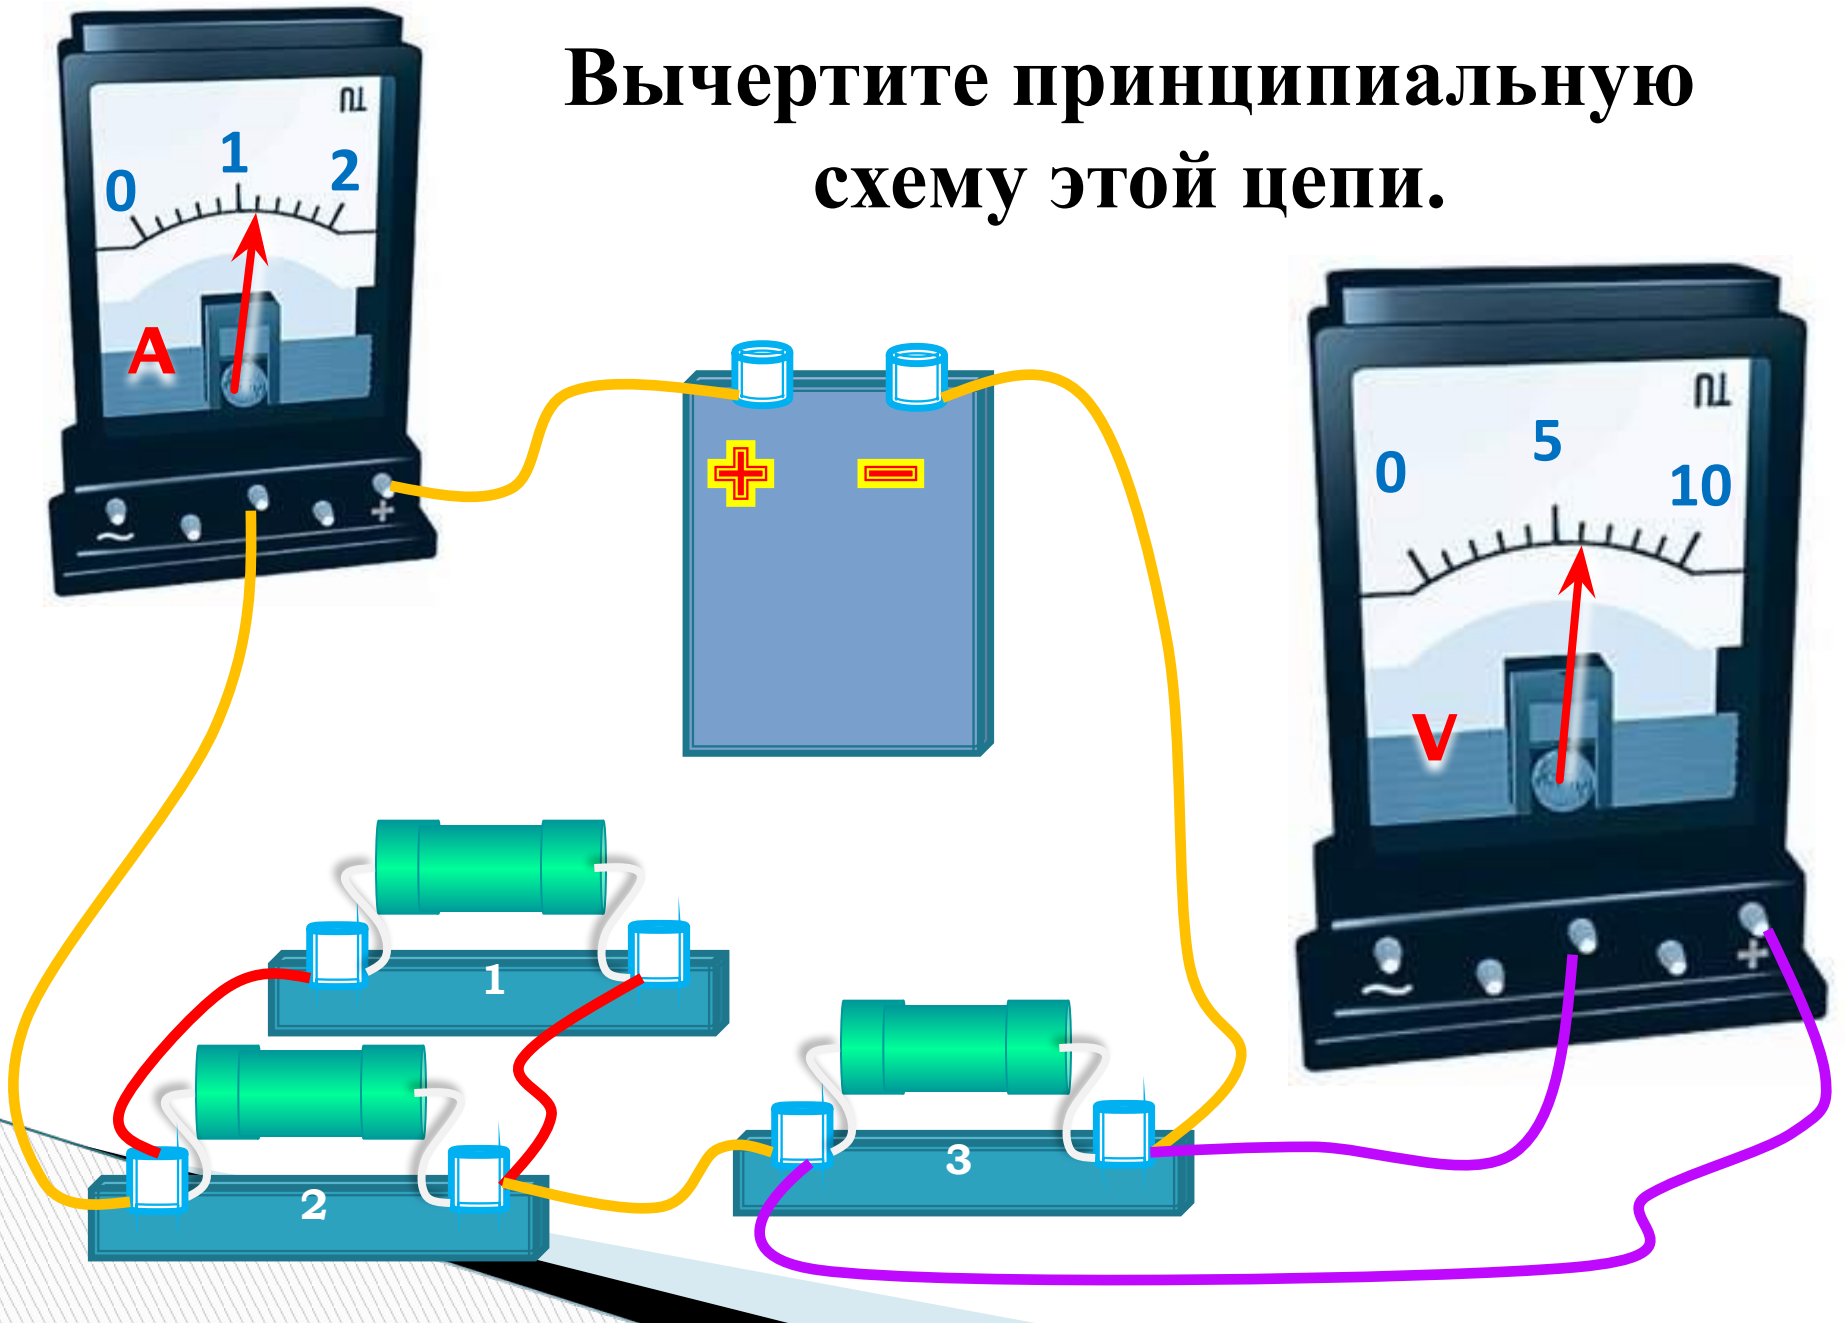 Вычертите принципиальную
схему этой цепи.
0 1 2
A
0 5 10
V
+ −
~ +
~ +
1
2
3